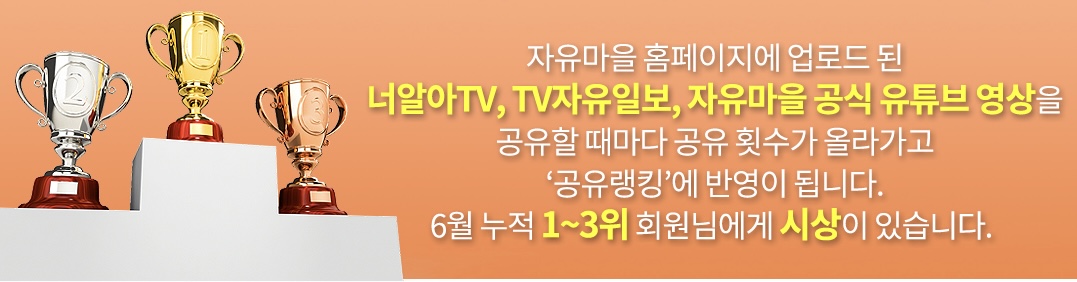 자유마을 홈페이지에 업로드 된
너알아TV, TV자유일보, 자유마을 공식 유튜브 영상을
공유할 때마다 공유 횟수가 올라가고
‘공유랭킹’에 반영이 됩니다.
6월 누적 1~3위 회원님에게 시상이 있습니다.
2
1
3